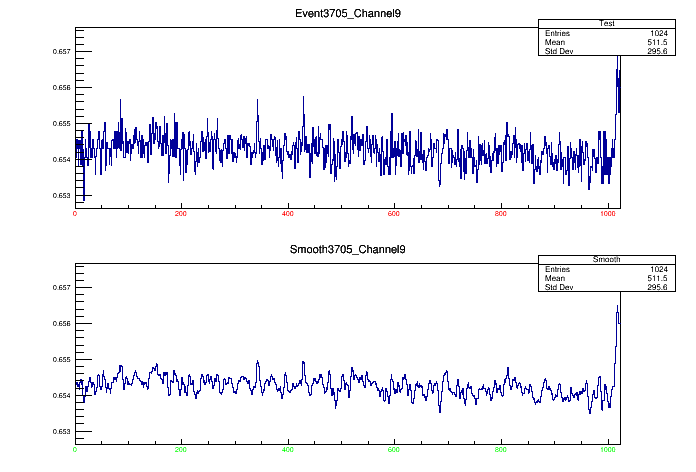 Event3705_Channel9
Test
Entries 1024
Mean 511.5
Std Dev 295.6
0.657
0.656
0.655
0.654
0.653
0 200 400 600 800 1000
Smooth3705_Channel9
Smooth
Entries 1024
Mean 511.5
Std Dev 295.6
0.657
0.656
0.655
0.654
0.653
0 200 400 600 800 1000